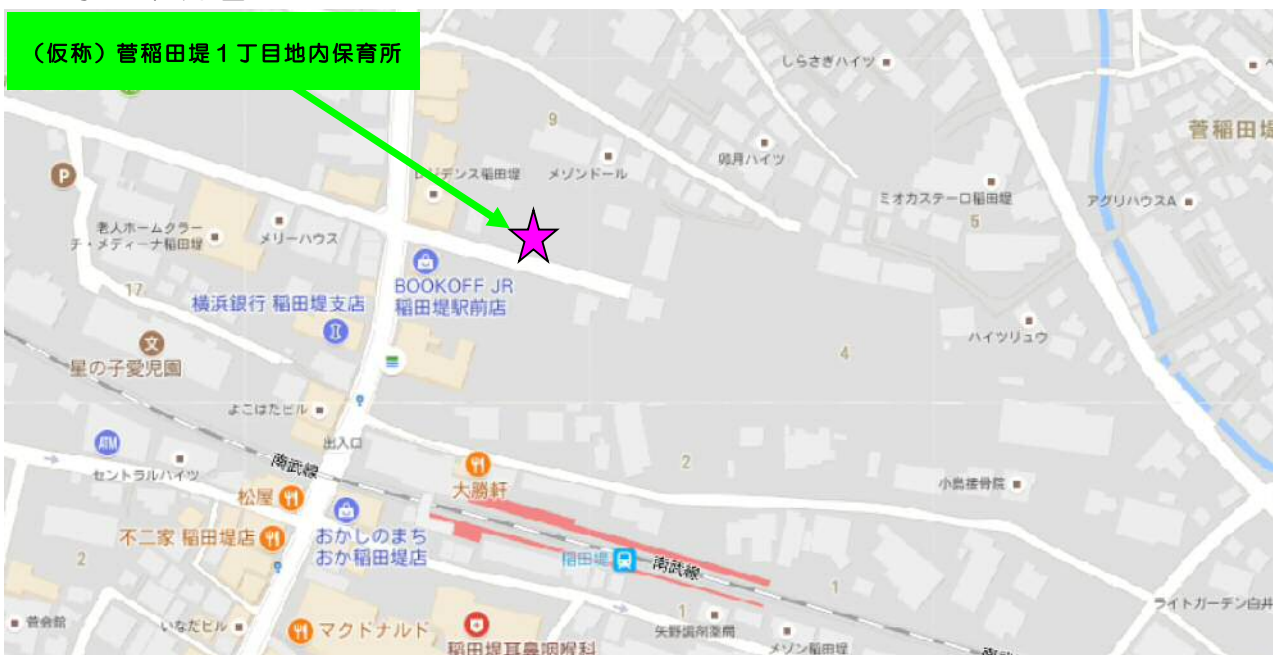 （仮称）菅稲田堤１丁目地内保育所
しらさぎハイツ
9
菅稲田堤
卯月ハイツ
P
レジデンス稲田堤
メゾンドール
ミオカステーロ稲田堤
5
アグリハウスA
老人ホームクラー
チ・メディーナ稲田堤
メリーハウス
BOOKOFF JR
稲田堤駅前店
17
横浜銀行 稲田堤支店
文
星の子愛児園
ハイツリュウ
4
よこはたビル
出入口
ATM
セントラルハイツ
南武線
大勝軒
2
小島接骨院
松屋
不二家 稲田堤店
おかしのまち
おか稲田堤店
2
稲田堤
南武線
1
ライトガーデン白井
菅会館
いなだビル
マクドナルド
稲田堤耳鼻咽喉科
1
矢野調剤薬局
メゾン稲田堤